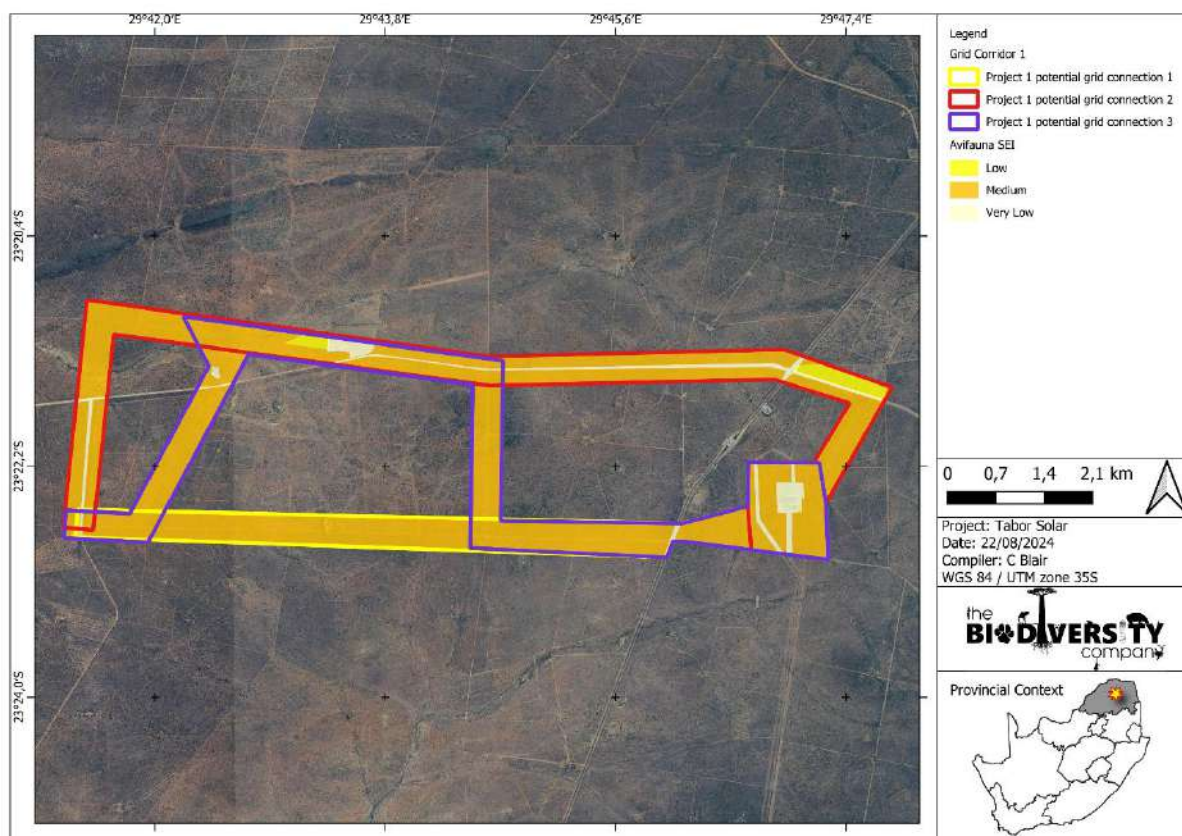 29°42,0'E 29°43,8'E 29°45,6'E 29°47,4'E
23°20,4'S
23°22,2'S
23°24,0'S
Legend
Grid Corridor 1
Project 1 potential grid connection 1
Project 1 potential grid connection 2
Project 1 potential grid connection 3
Avifauna SEI
Low
Medium
Very Low
0 0,7 1,4 2,1 km
Project: Tabor Solar
Date: 22/08/2024
Compiler: C Blair
WGS 84 / UTM zone 35S
the
BIODIVERSITY
company
Provincial Context